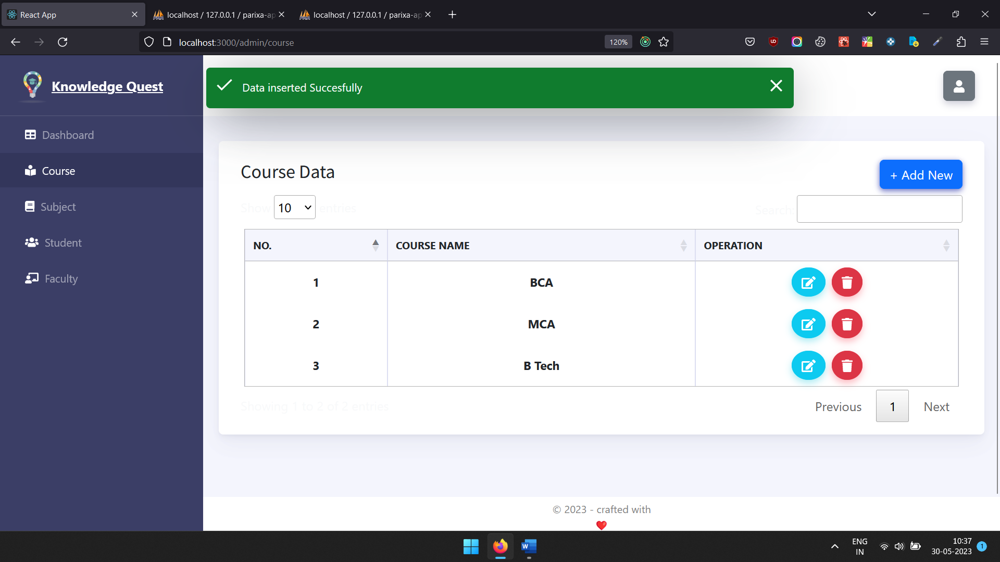 React App
localhost / 127.0.0.1 / parixa-ap
localhost / 127.0.0.1 / parixa-ap
localhost:3000/admin/course
120%
Knowledge Quest
Data inserted Succesfully
Dashboard
Course
Subject
Student
Faculty
Course Data
+ Add New
Show 10 entries
Search:
NO. COURSE NAME OPERATION
1 BCA
2 MCA
3 B Tech
Showing 1 to 2 of 2 entries
Previous 1 Next
© 2023 - crafted with
ENG
IN
10:37
30-05-2023
1